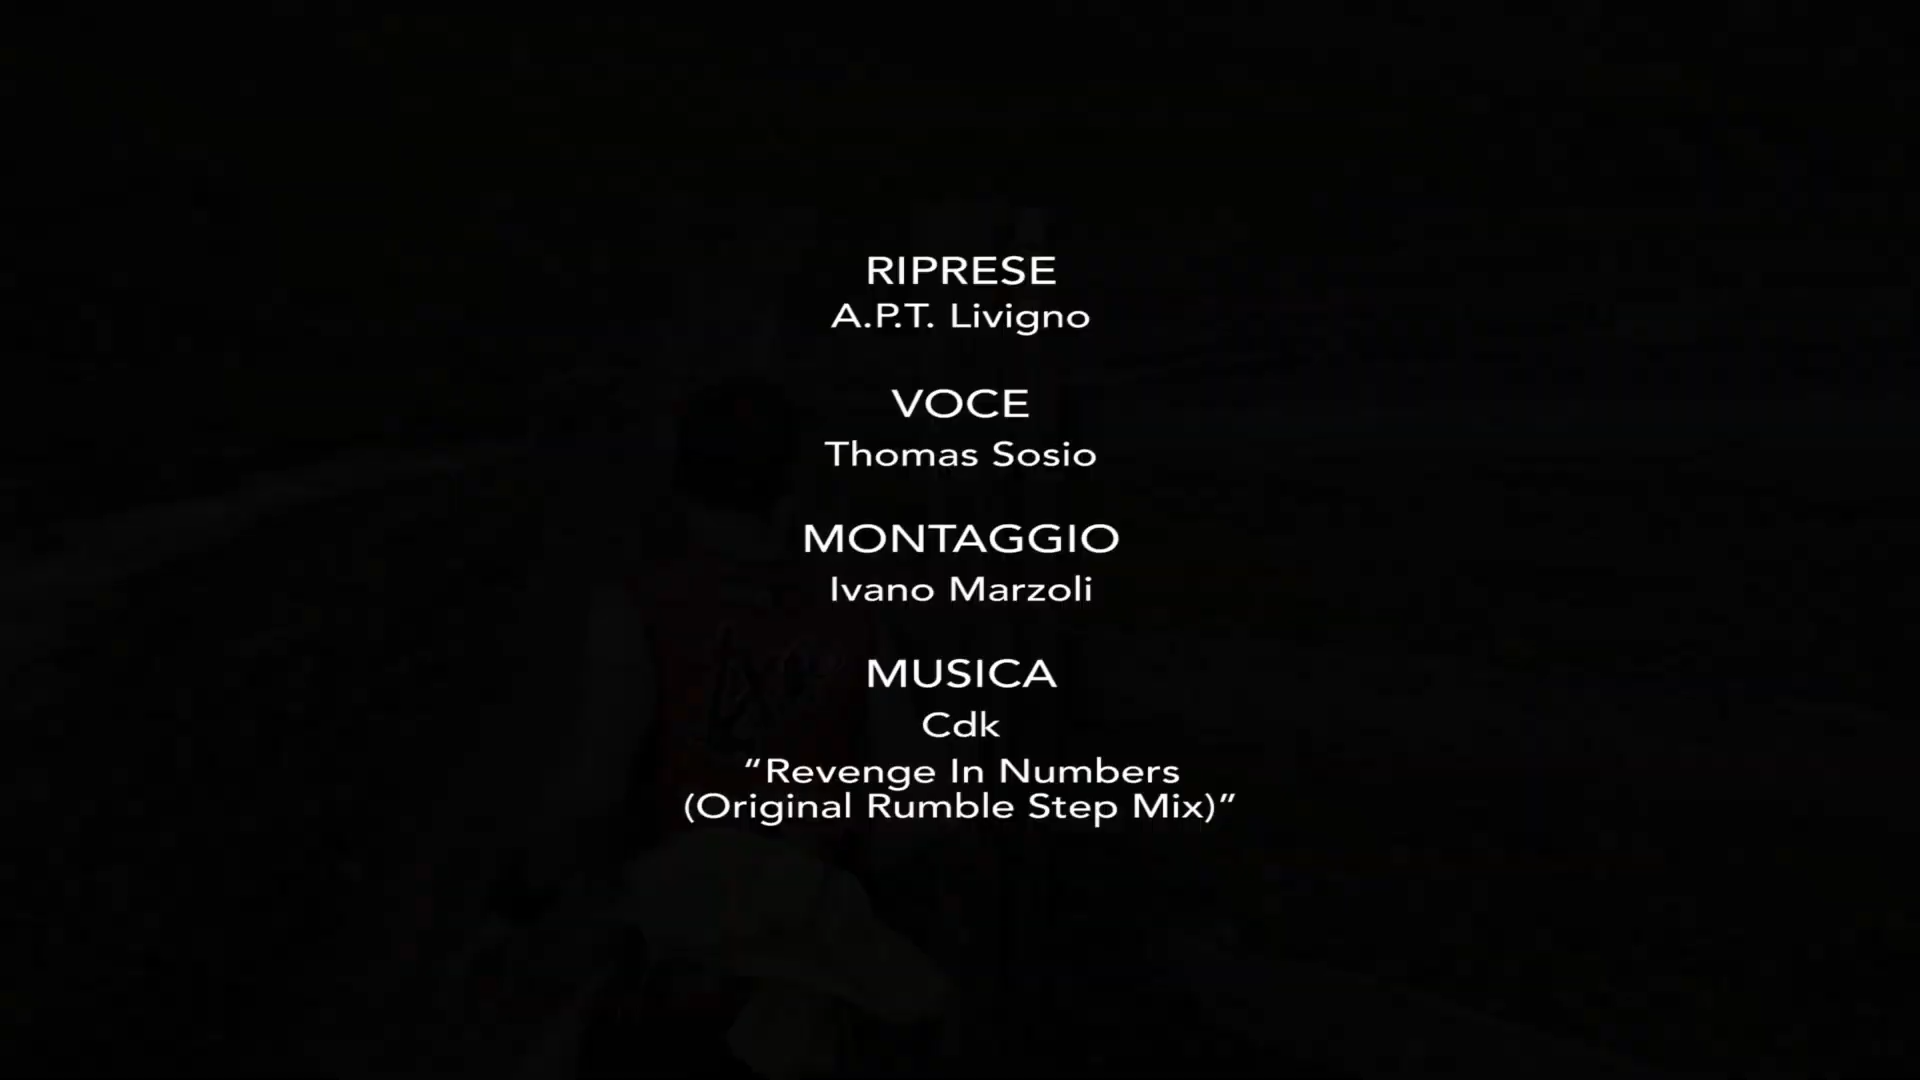 RIPRESE
A.P.T. Livigno
VOCE
Thomas Sosio
MONTAGGIO
Ivano Marzoli
MUSICA
Cdk
“Revenge In Numbers
(Original Rumble Step Mix)”